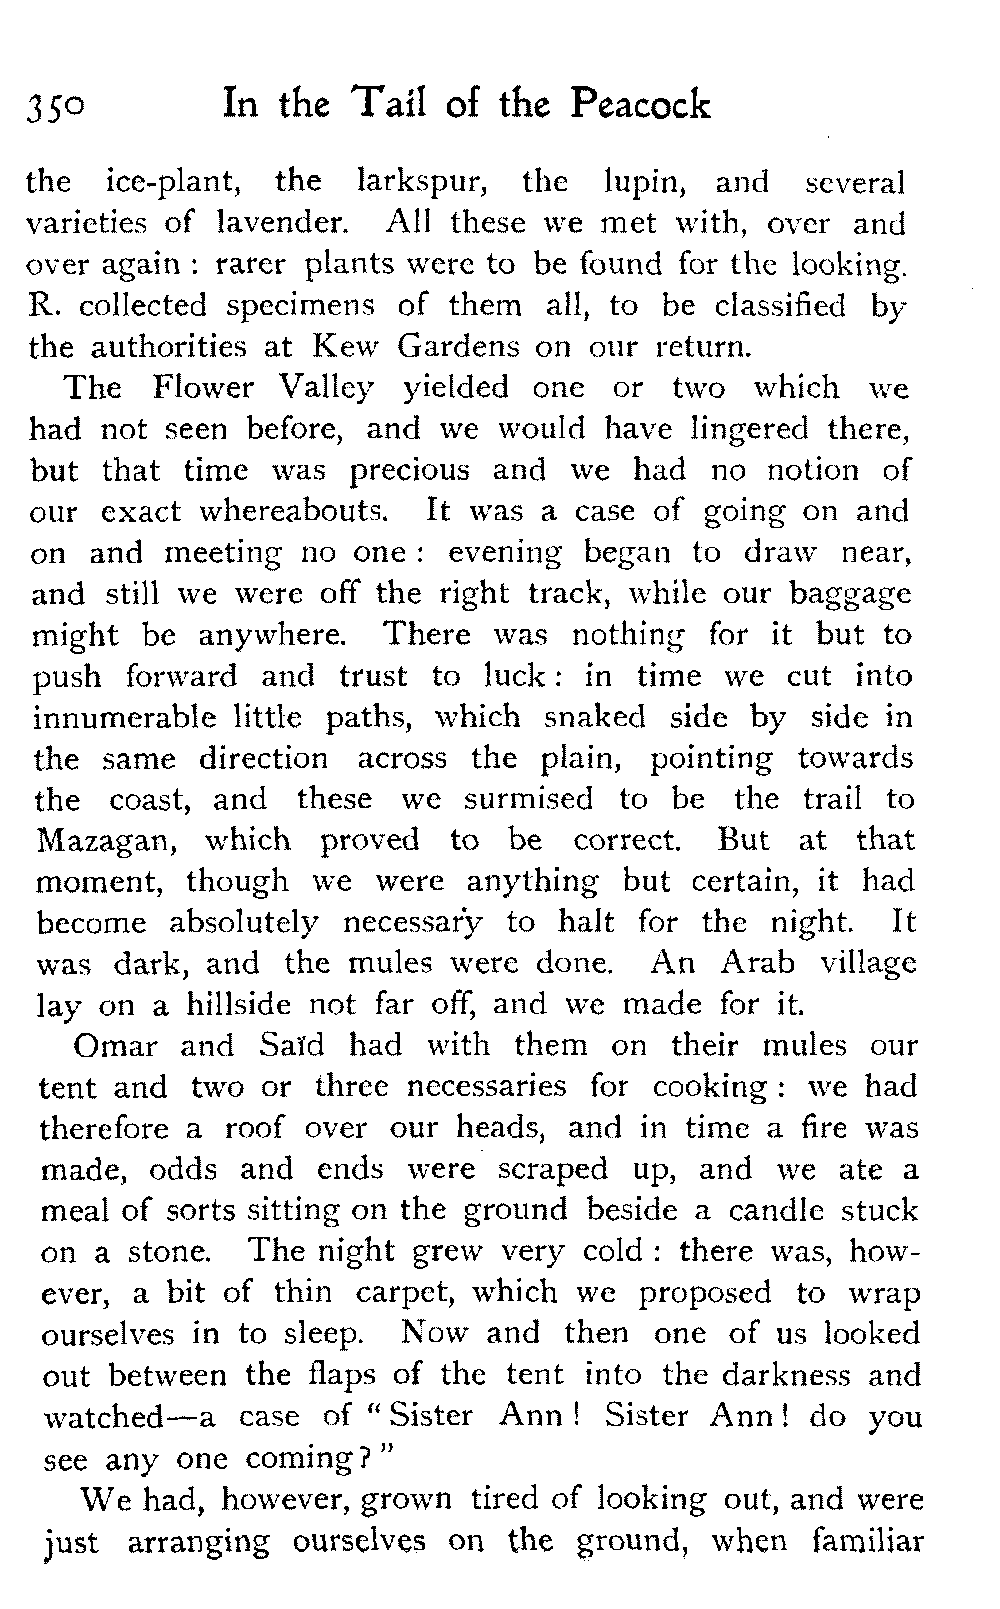 350 In the Tail of the Peacock
the ice-plant, the larkspur, the lupin, and several
varieties of lavender. All these we met with, over and
over again : rarer plants were to be found for the looking.
R. collected specimens of them all, to be classified by
the authorities at Kew Gardens on our return.
The Flower Valley yielded one or two which we
had not seen before, and we would have lingered there,
but that time was precious and we had no notion of
our exact whereabouts. It was a case of going on and
on and meeting no one : evening began to draw near,
and still we were off the right track, while our baggage
might be anywhere. There was nothing for it but to
push forward and trust to luck : in time we cut into
innumerable little paths, which snaked side by side in
the same direction across the plain, pointing towards
the coast, and these we surmised to be the trail to
Mazagan, which proved to be correct. But at that
moment, though we were anything but certain, it had
become absolutely necessary to halt for the night. It
was dark, and the mules were done. An Arab village
lay on a hillside not far off, and we made for it.
Omar and Saïd had with them on their mules our
tent and two or three necessaries for cooking : we had
therefore a roof over our heads, and in time a fire was
made, odds and ends were scraped up, and we ate a
meal of sorts sitting on the ground beside a candle stuck
on a stone. The night grew very cold : there was, how-
ever, a bit of thin carpet, which we proposed to wrap
ourselves in to sleep. Now and then one of us looked
out between the flaps of the tent into the darkness and
watched—a case of “ Sister Ann ! Sister Ann ! do you
see any one coming ? ”
We had, however, grown tired of looking out, and were
just arranging ourselves on the ground, when familiar